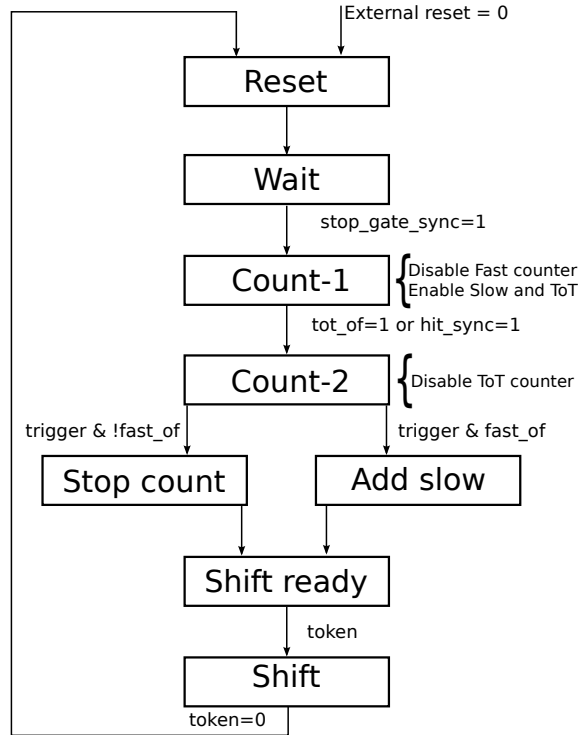 External reset = 0
Reset
Wait
stop_gate_sync=1
Count-1
Disable Fast counter
Enable Slow and ToT
tot_of=1 or hit_sync=1
Count-2
Disable ToT counter
trigger & !fast_of
trigger & fast_of
Stop count
Add slow
Shift ready
token
Shift
token=0